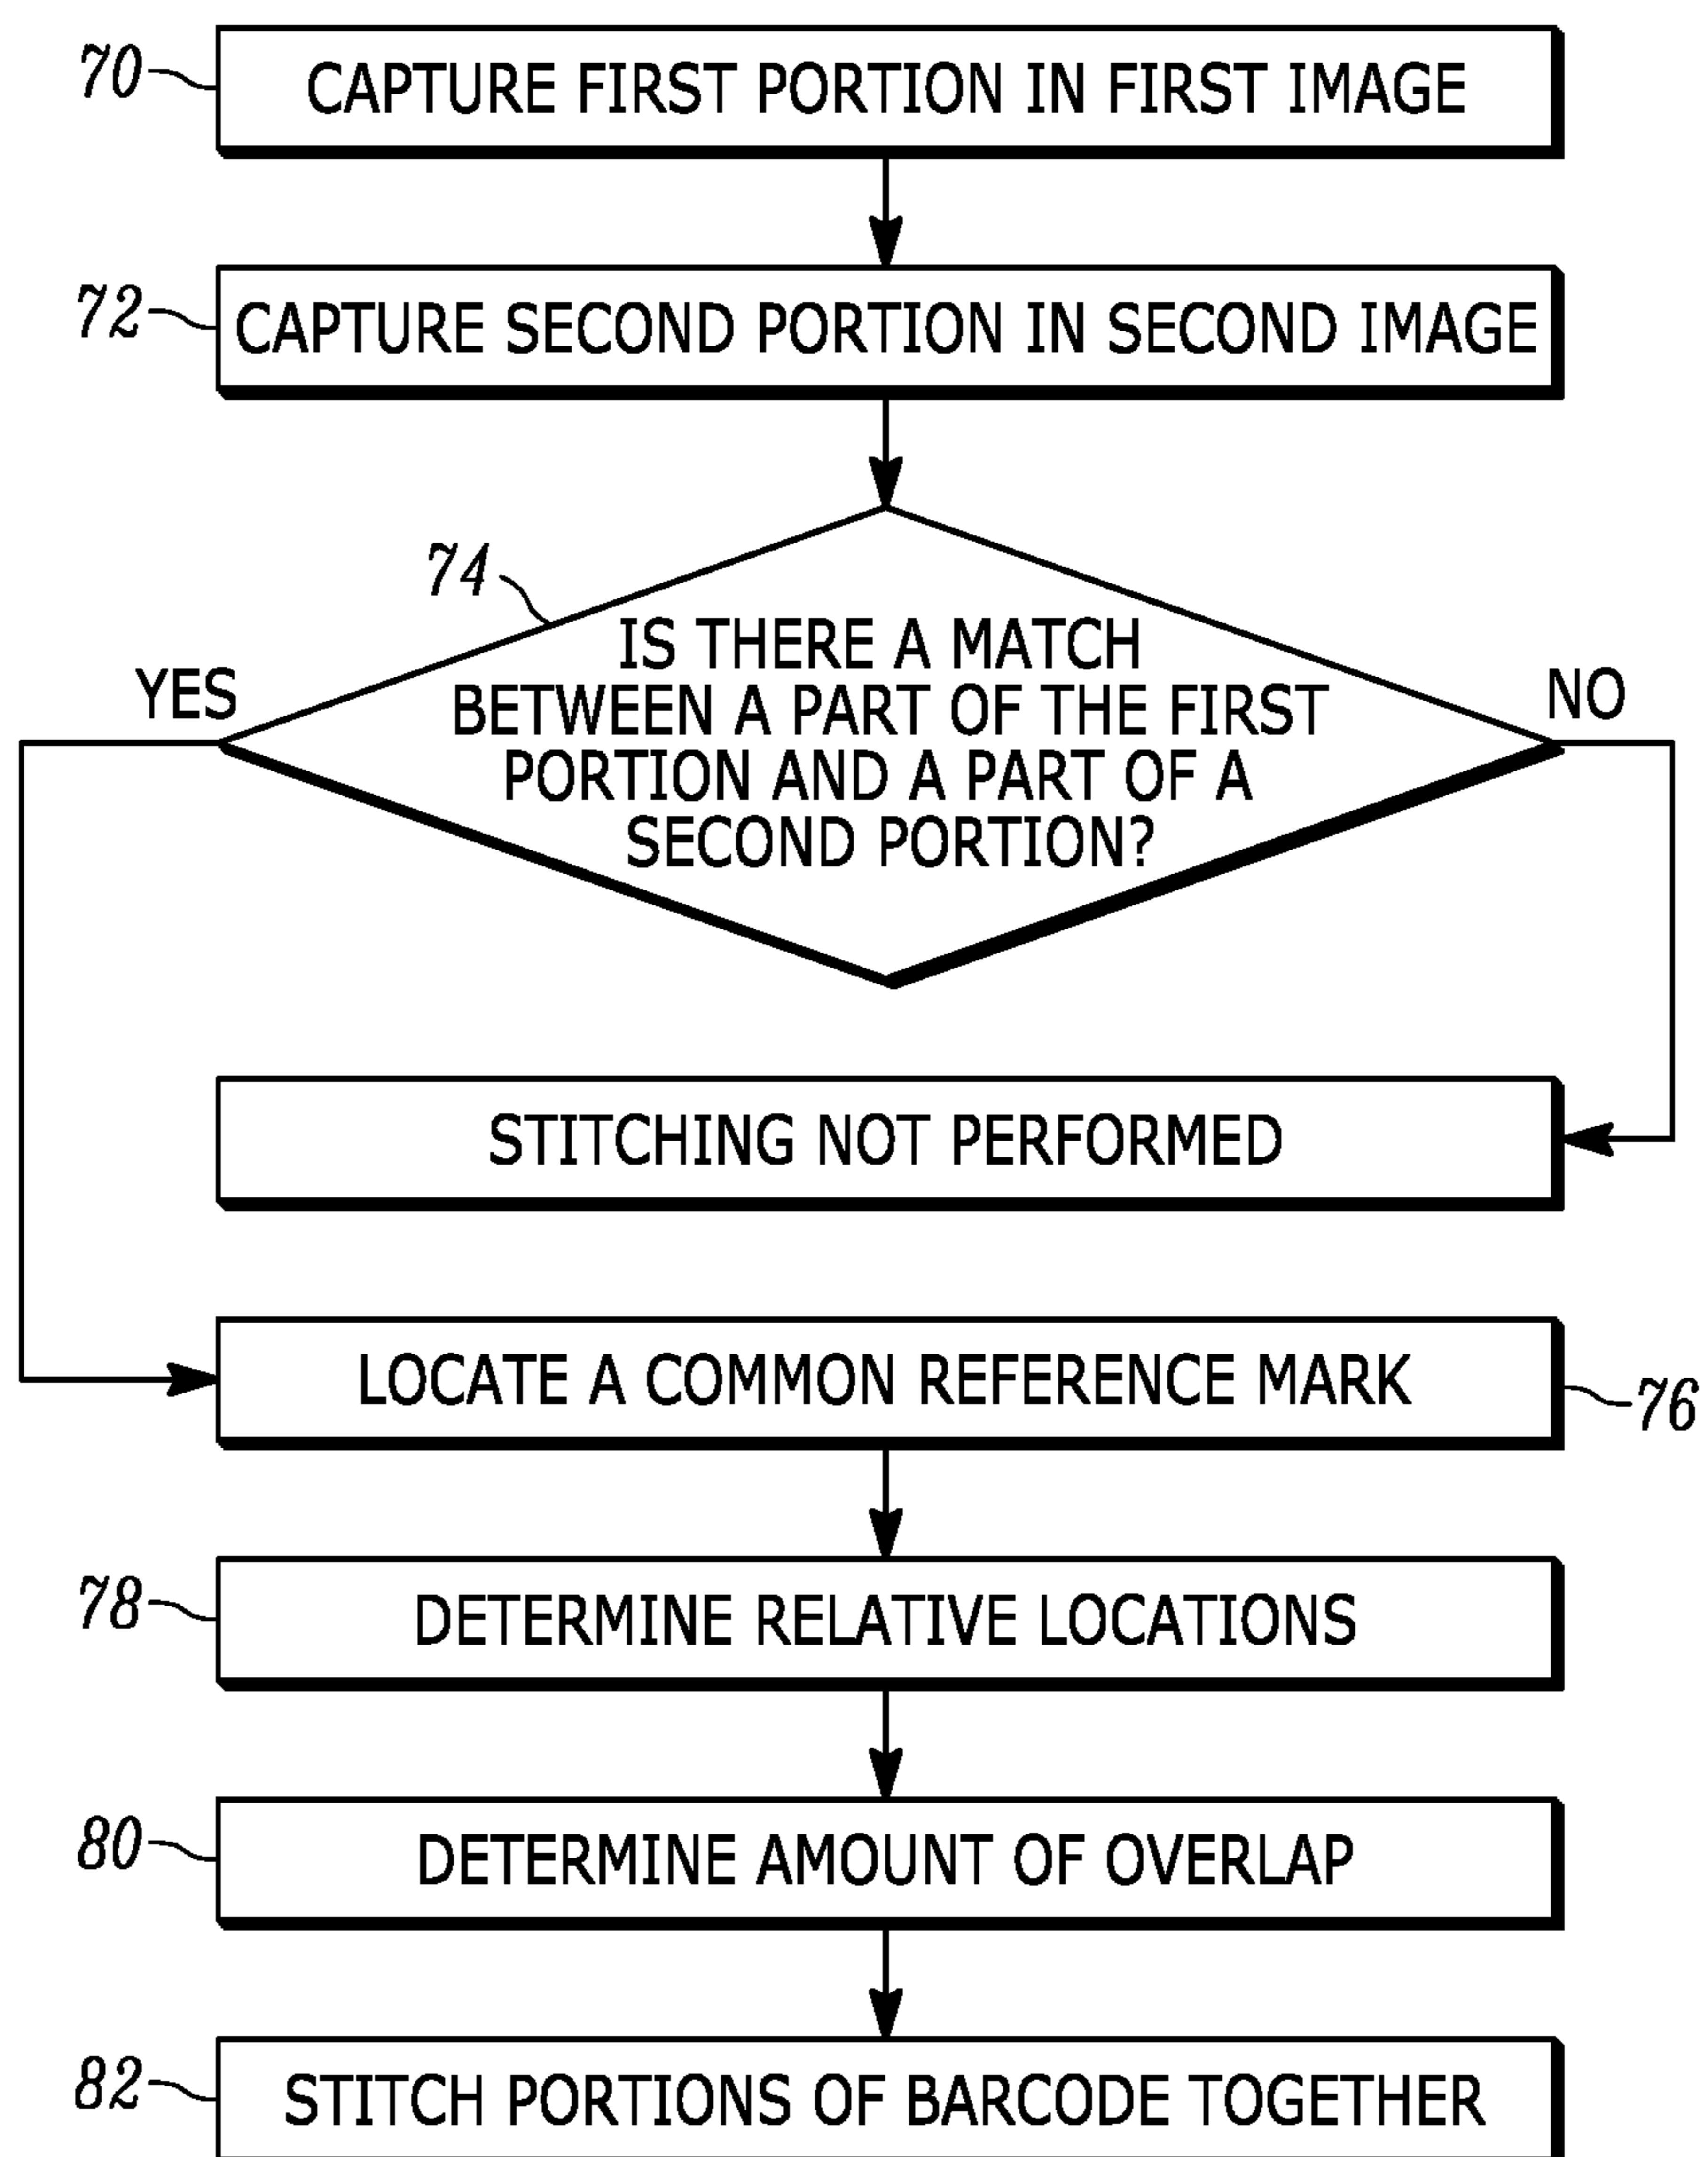 70
CAPTURE FIRST PORTION IN FIRST IMAGE
72
CAPTURE SECOND PORTION IN SECOND IMAGE
74
IS THERE A MATCH
BETWEEN A PART OF THE FIRST
PORTION AND A PART OF A
SECOND PORTION?
YES
NO
STITCHING NOT PERFORMED
LOCATE A COMMON REFERENCE MARK
76
78
DETERMINE RELATIVE LOCATIONS
80
DETERMINE AMOUNT OF OVERLAP
82
STITCH PORTIONS OF BARCODE TOGETHER